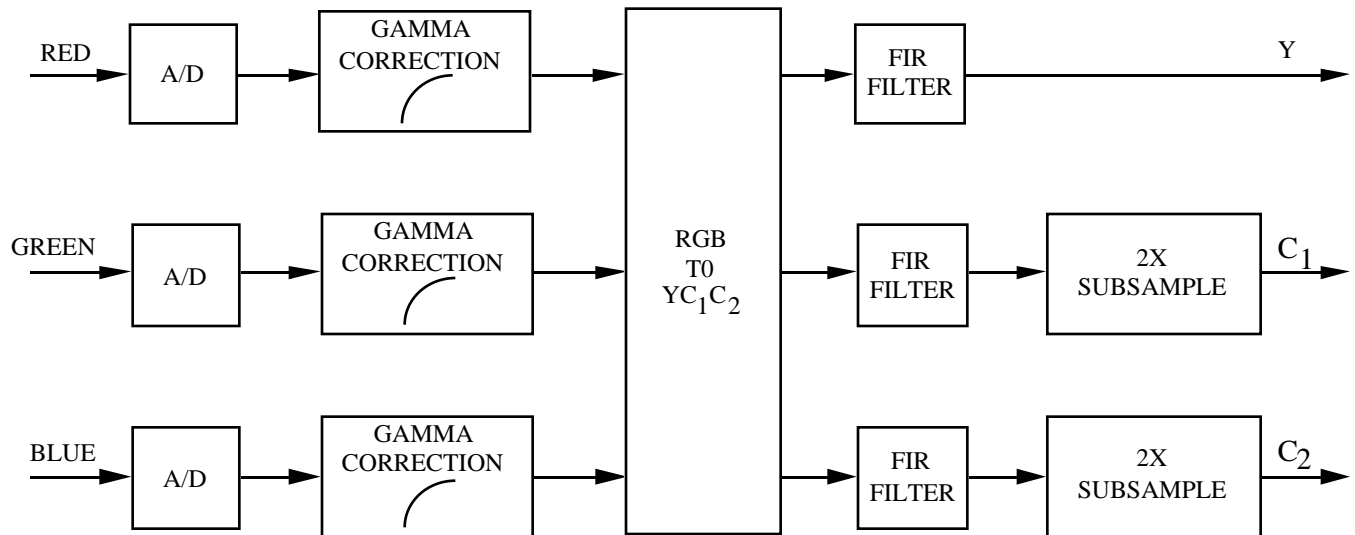 RED
A/D
GAMMA
CORRECTION
FIR
FILTER
Y
GREEN
A/D
GAMMA
CORRECTION
RGB
T0
YC1C2
FIR
FILTER
2X
SUBSAMPLE
C1
BLUE
A/D
GAMMA
CORRECTION
FIR
FILTER
2X
SUBSAMPLE
C2